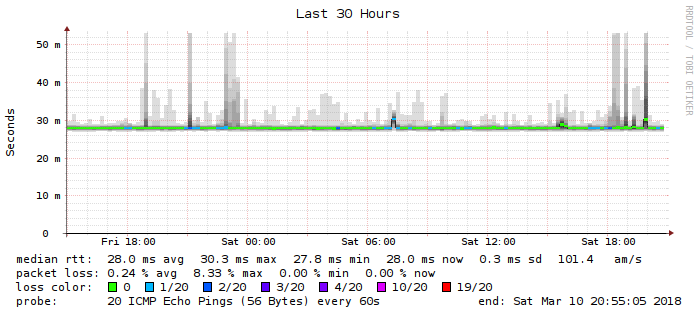 Last 30 Hours
RRDTOOL / TOBI OETIKER
Seconds
50 m
40 m
30 m
20 m
10 m
0
Fri 18:00 Sat 00:00 Sat 06:00 Sat 12:00 Sat 18:00
median rtt: 28.0 ms avg 30.3 ms max 27.8 ms min 28.0 ms now 0.3 ms sd 101.4 am/s
packet loss: 0.24 % avg 8.33 % max 0.00 % min 0.00 % now
loss color: 0 1/20 2/20 3/20 4/20 10/20 19/20
probe: 20 ICMP Echo Pings (56 Bytes) every 60s end: Sat Mar 10 20:55:05 2018